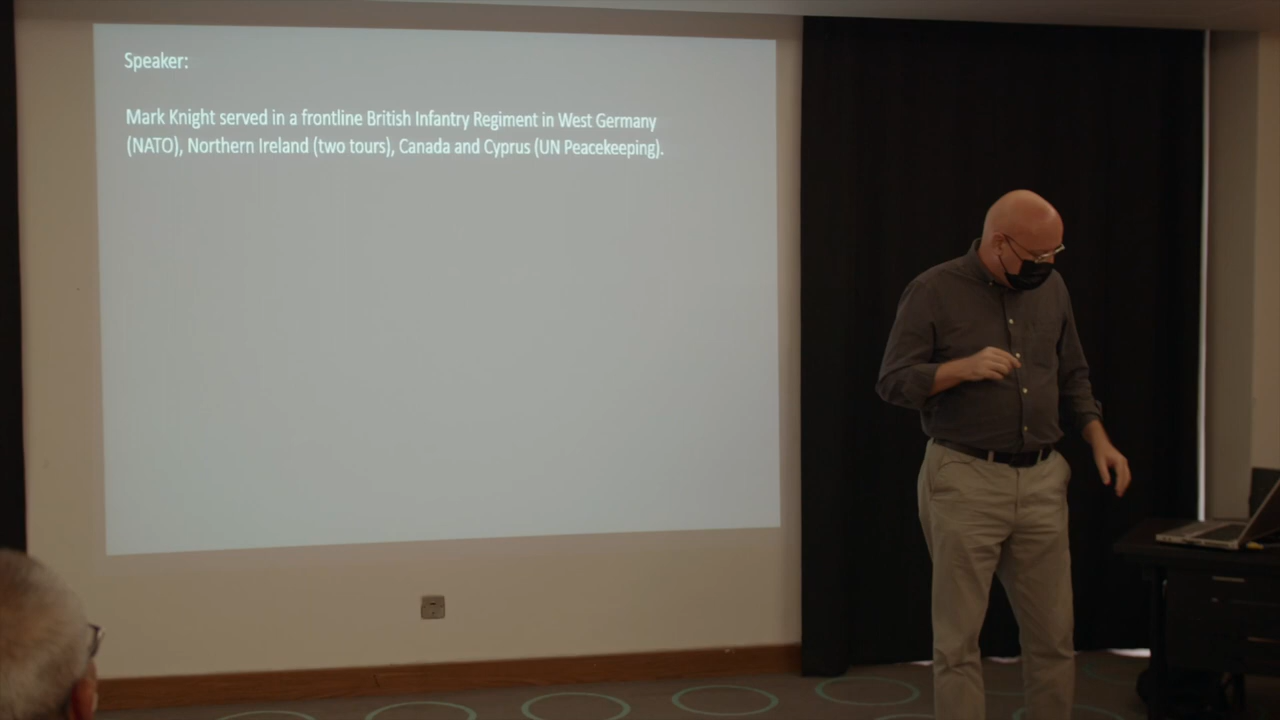 Speaker:
Mark Knight served in a frontline British Infantry Regiment in West Germany
(NATO), Northern Ireland (two tours), Canada and Cyprus (UN Peacekeeping).